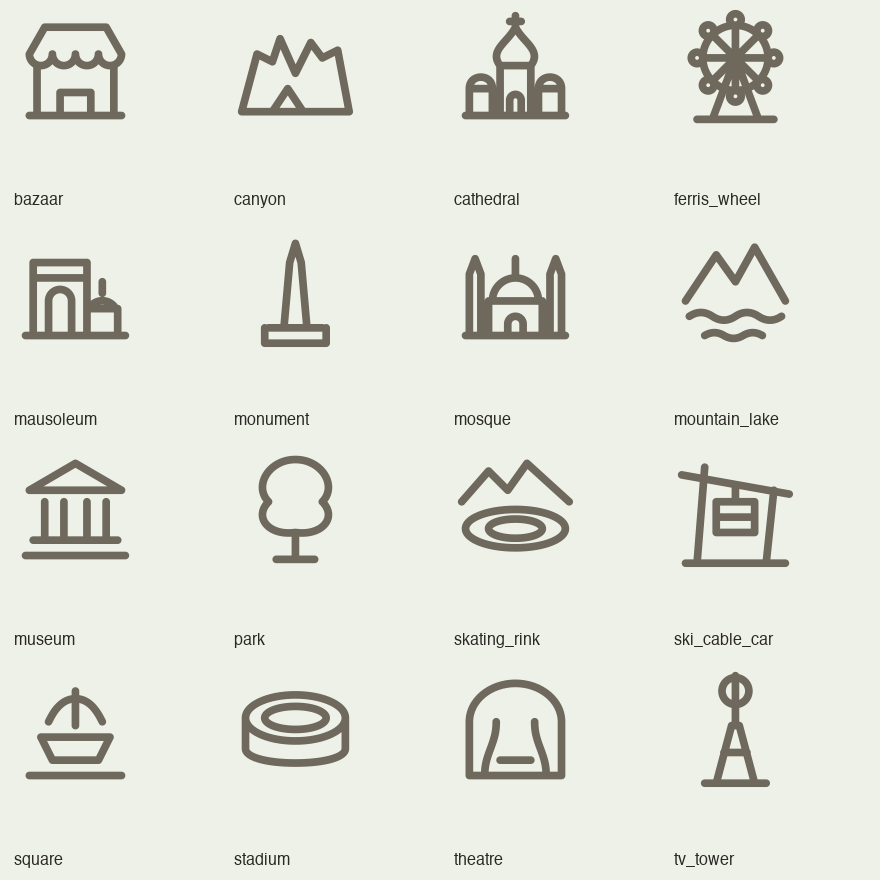 bazaar canyon cathedral ferris_wheel
mausoleum monument mosque mountain_lake
museum park skating_rink ski_cable_car
square stadium theatre tv_tower